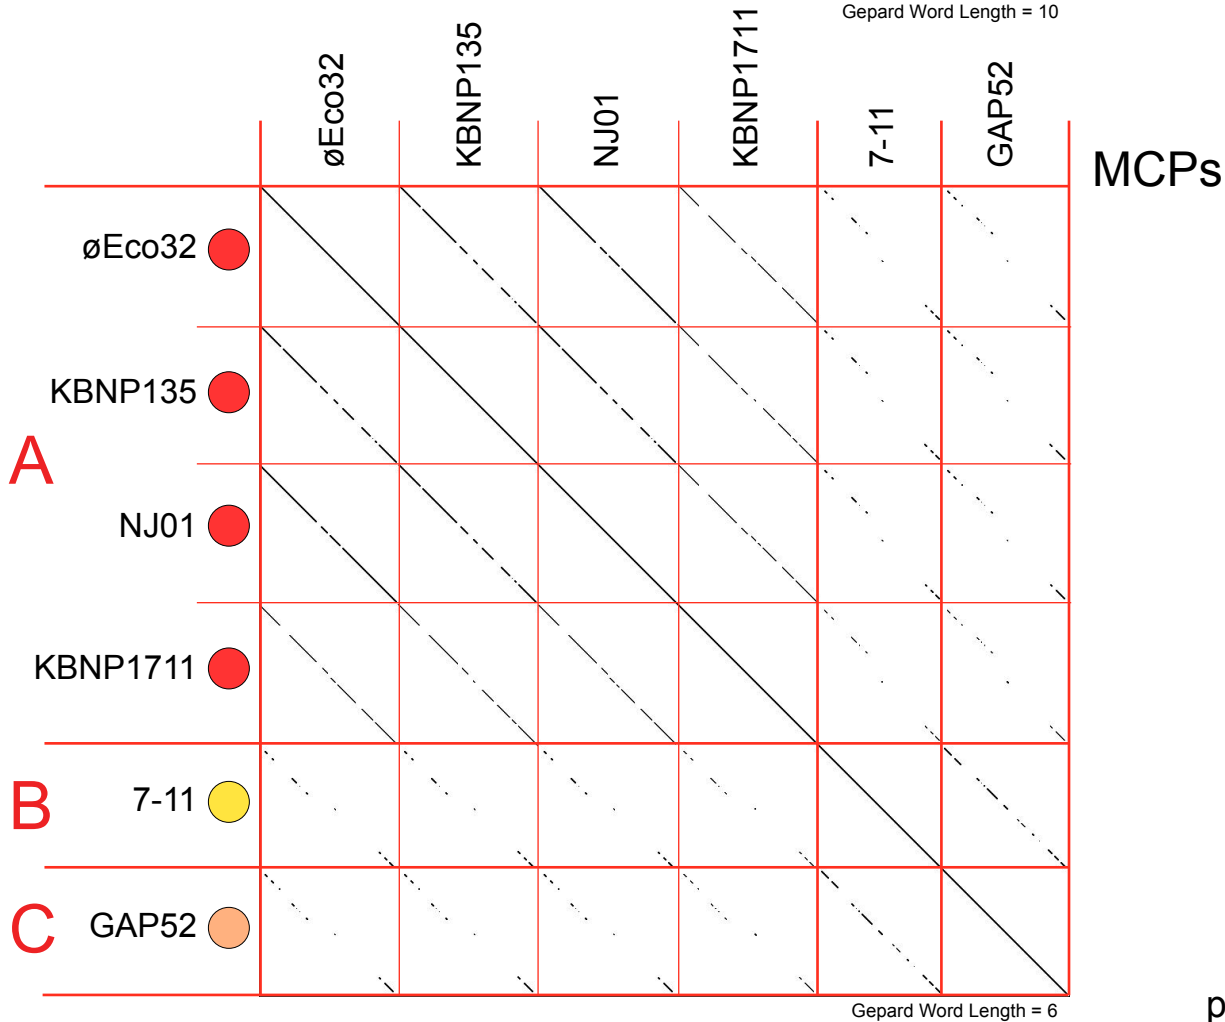 Gepard Word Length = 10
øEco32
KBNP135
NJ01
KBNP1711
7-11
GAP52
MCPs
øEco32
KBNP135
A
NJ01
KBNP1711
B
7-11
C
GAP52
Gepard Word Length = 6
p